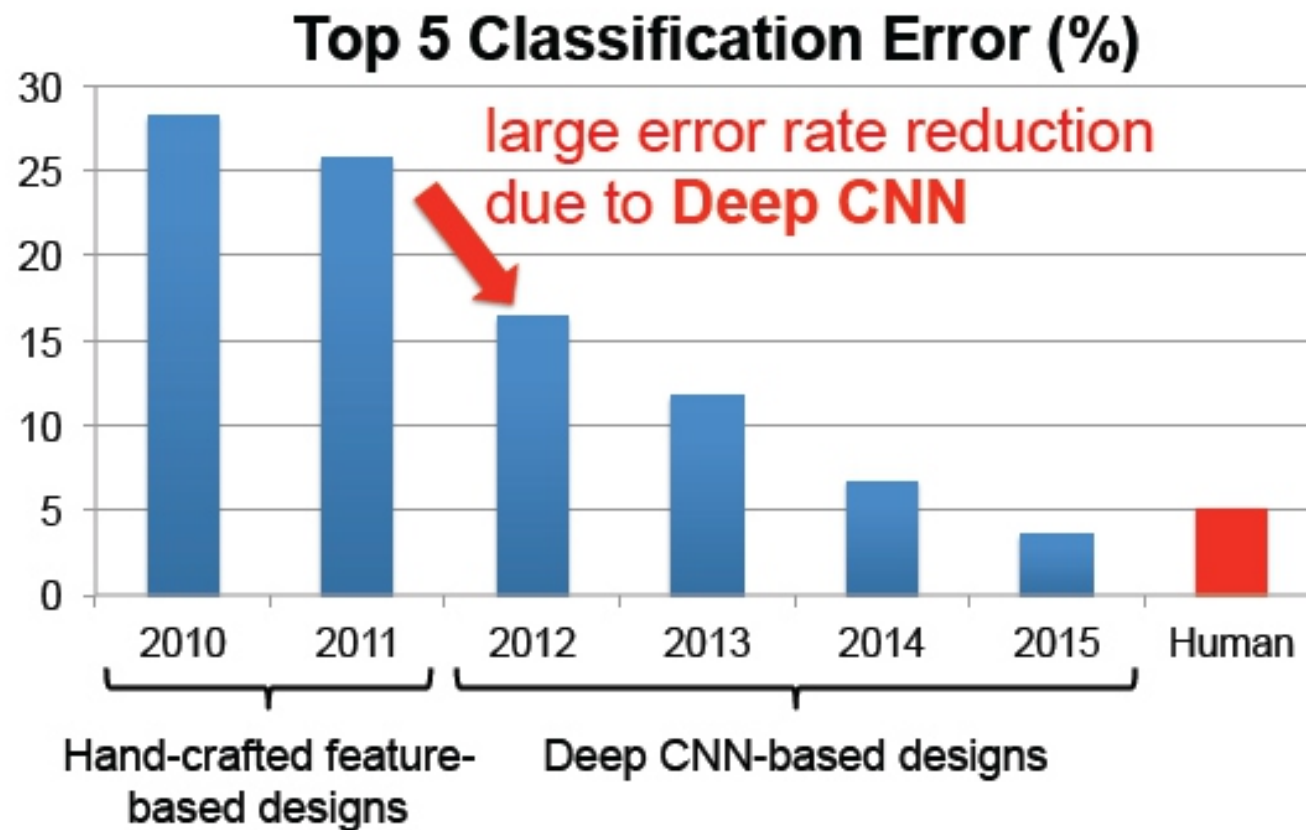 Top 5 Classification Error (%)
30
25
20
15
10
5
0
large error rate reduction
due to Deep CNN
2010 2011 2012 2013 2014 2015 Human
Hand-crafted feature-
based designs
Deep CNN-based designs